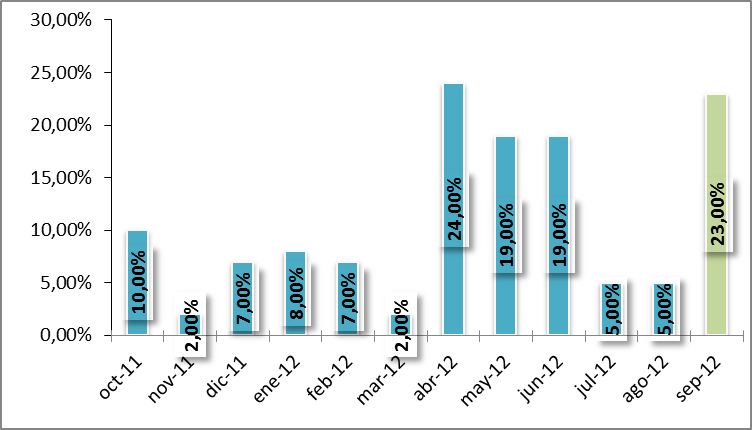 30,00%
25,00%
20,00%
15,00%
10,00%
5,00%
0,00%
10,00%
2,00%
7,00%
8,00%
7,00%
2,00%
24,00%
19,00%
19,00%
5,00%
5,00%
23,00%
oct-11
nov-11
dic-11
ene-12
feb-12
mar-12
abr-12
may-12
jun-12
jul-12
ago-12
sep-12